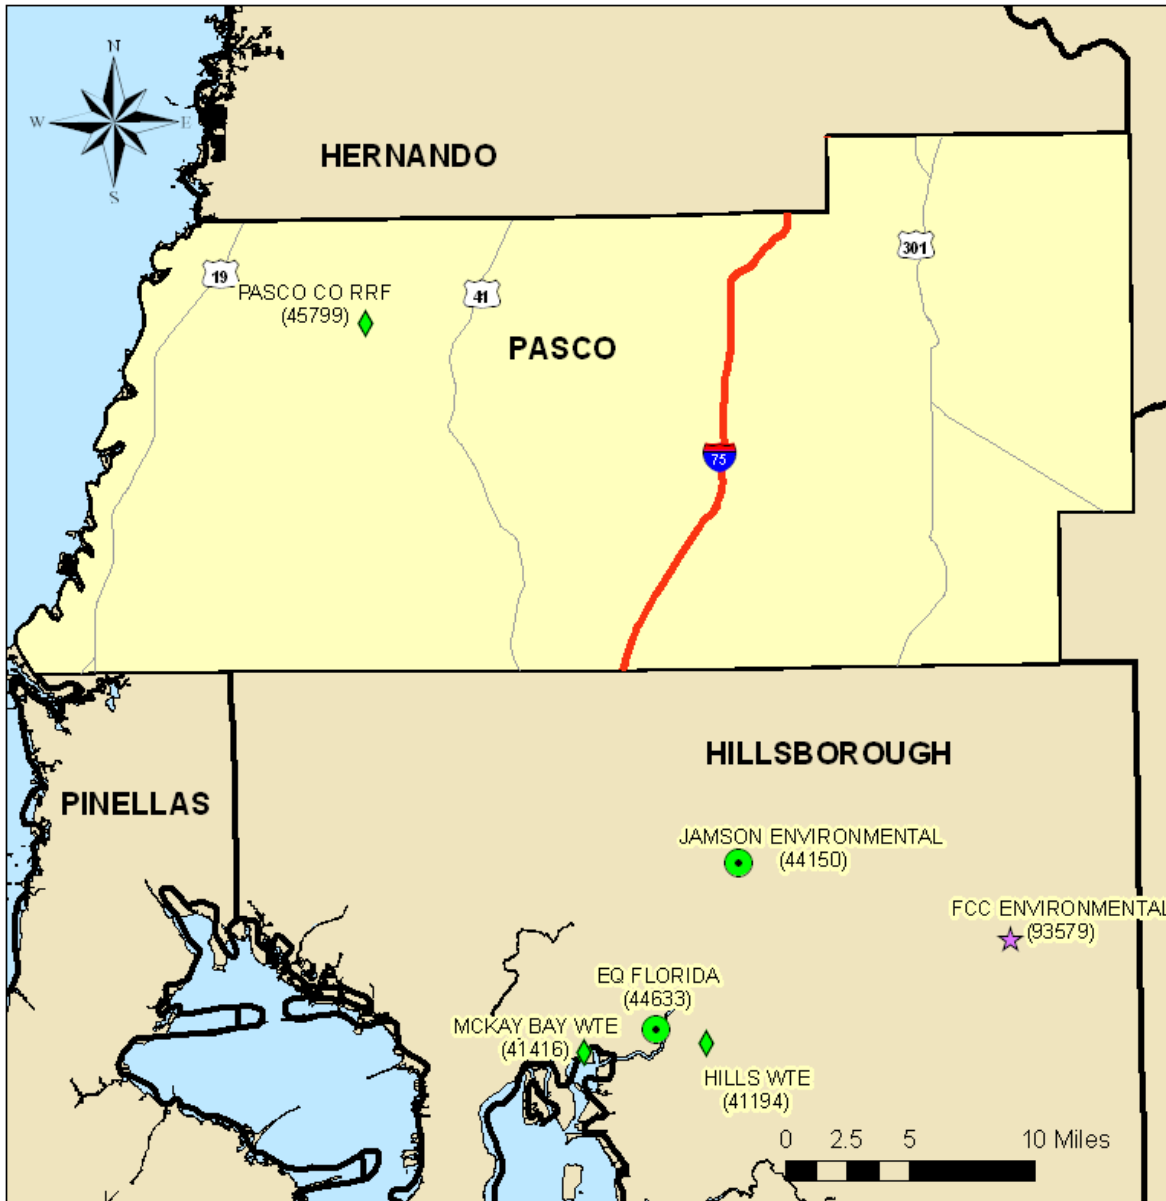 N
W
E
S
HERNANDO
301
19
PASCO CO RRF
(45799)
41
PASCO
75
HILLSBOROUGH
PINELLAS
JAMSON ENVIRONMENTAL
(44150)
FCC ENVIRONMENTAL
(93579)
EQ FLORIDA
(44633)
MCKAY BAY WTE
(41416)
HILLS WTE
(41194)
0 2.5 5 10 Miles